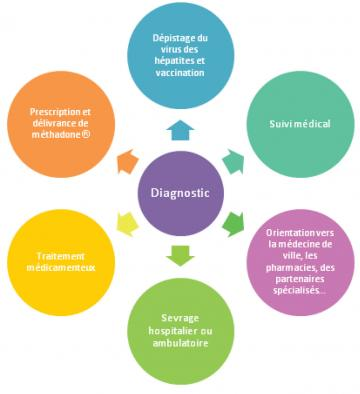 Dépistage du
virus des
hépatites et
vaccination
Prescription et
délivrance de
méthadone®
Suivi médical
Diagnostic
Traitement
médicamenteux
Orientation vers
la médecine de
ville, les
pharmacies, des
partenaires
spécialisés...
Sevrage
hospitalier ou
ambulatoire